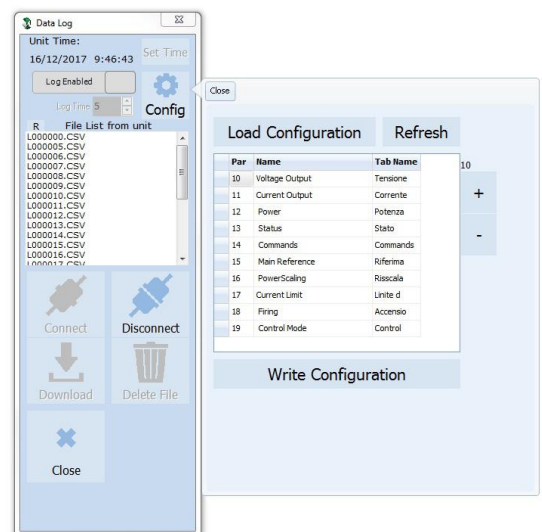 Data Log
Unit Time:
16/12/2017 9:46:43
Set Time
Log Enabled
Log Time 5
Config
R File List from unit
L000000.CSV
L000005.CSV
L000006.CSV
L000007.CSV
L000008.CSV
L000009.CSV
L000010.CSV
L000011.CSV
L000012.CSV
L000013.CSV
L000014.CSV
L000015.CSV
L000016.CSV
L000017.CSV
Connect
Disconnect
Download
Delete File
Close
Close
Load Configuration
Refresh
Par Name Tab Name
10 Voltage Output Tensione
11 Current Output Corrente
12 Power Potenza
13 Status Stato
14 Commands Commands
15 Main Reference Riferima
16 PowerScaling Risscala
17 Current Limit Linite d
18 Firing Accensio
19 Control Mode Control
10
+
-
Write Configuration